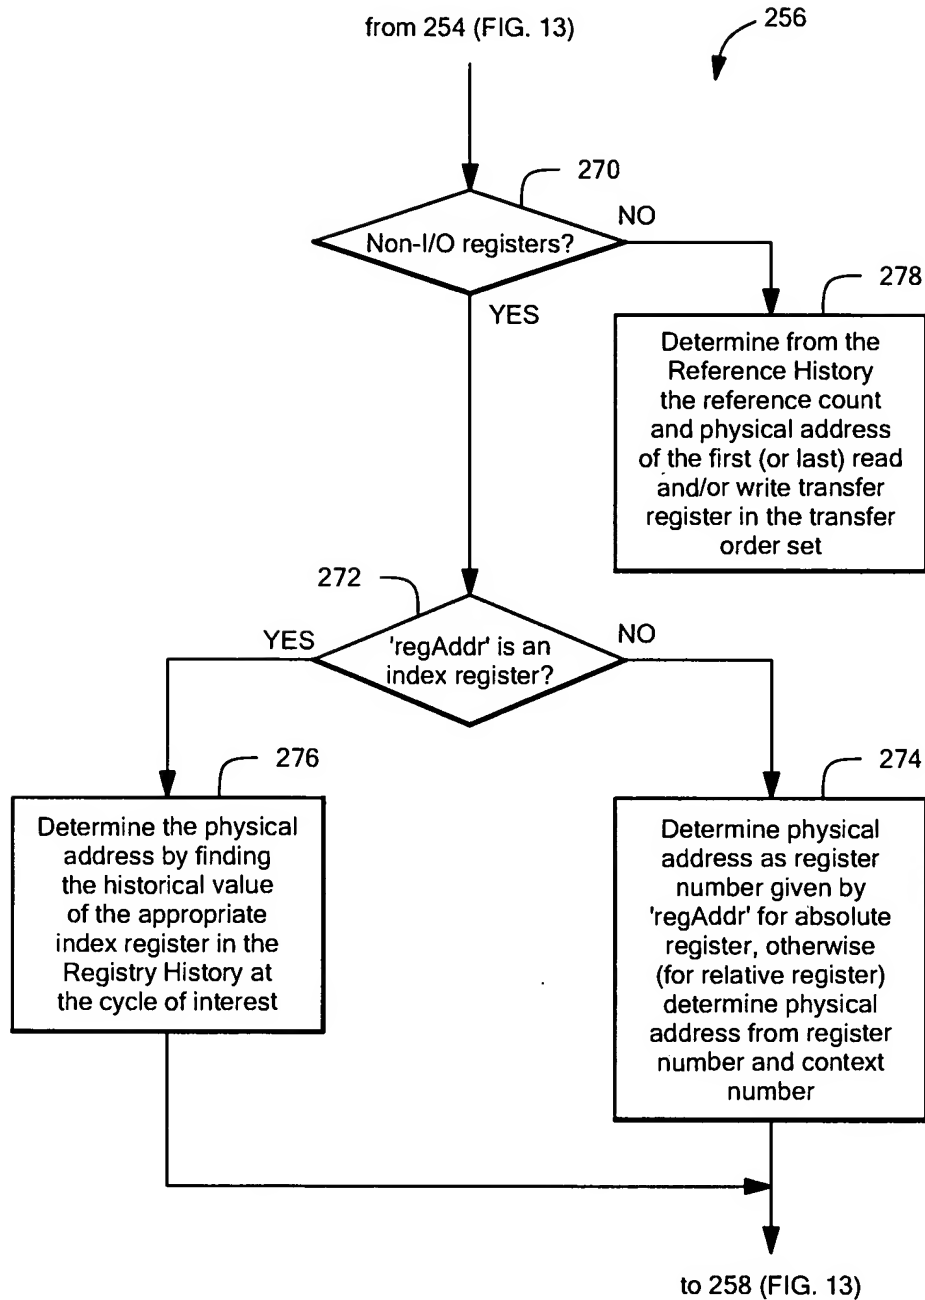 from 254 (FIG. 13)
256
270
Non-I/O registers?
NO
YES
278
Determine from the
Reference History
the reference count
and physical address
of the first (or last) read
and/or write transfer
register in the transfer
order set
272
'regAddr' is an
index register?
YES
NO
276
Determine the physical
address by finding
the historical value
of the appropriate
index register in the
Registry History at
the cycle of interest
274
Determine physical
address as register
number given by
'regAddr' for absolute
register, otherwise
(for relative register)
determine physical
address from register
number and context
number
to 258 (FIG. 13)